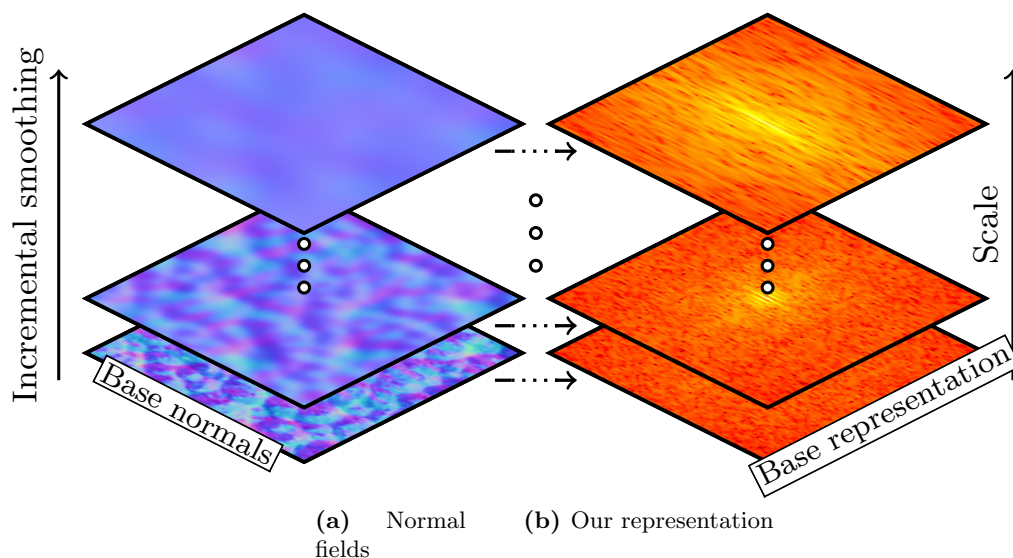 Incremental smoothing
Scale
Base normals
Base representation
(a) Normal
fields
(b) Our representation